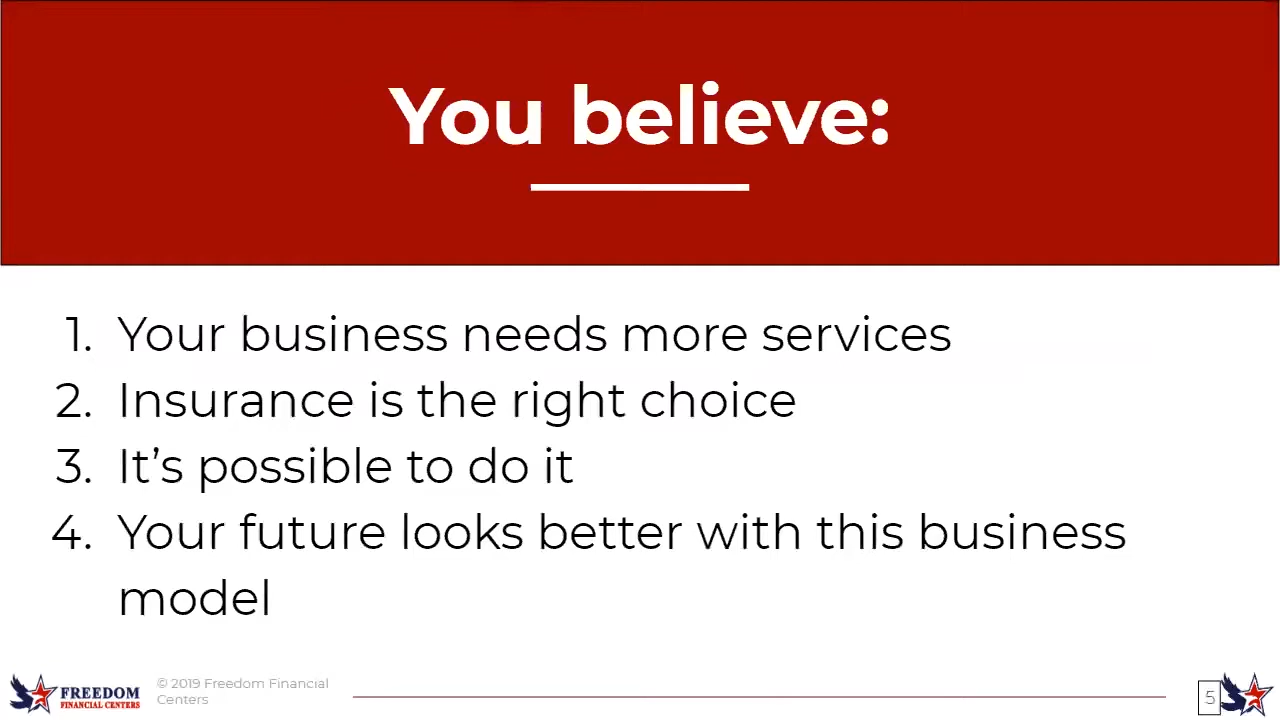 You believe:
1. Your business needs more services
2. Insurance is the right choice
3. It's possible to do it
4. Your future looks better with this business
model
FREEDOM
FINANCIAL CENTERS
© 2019 Freedom Financial
Centers
5